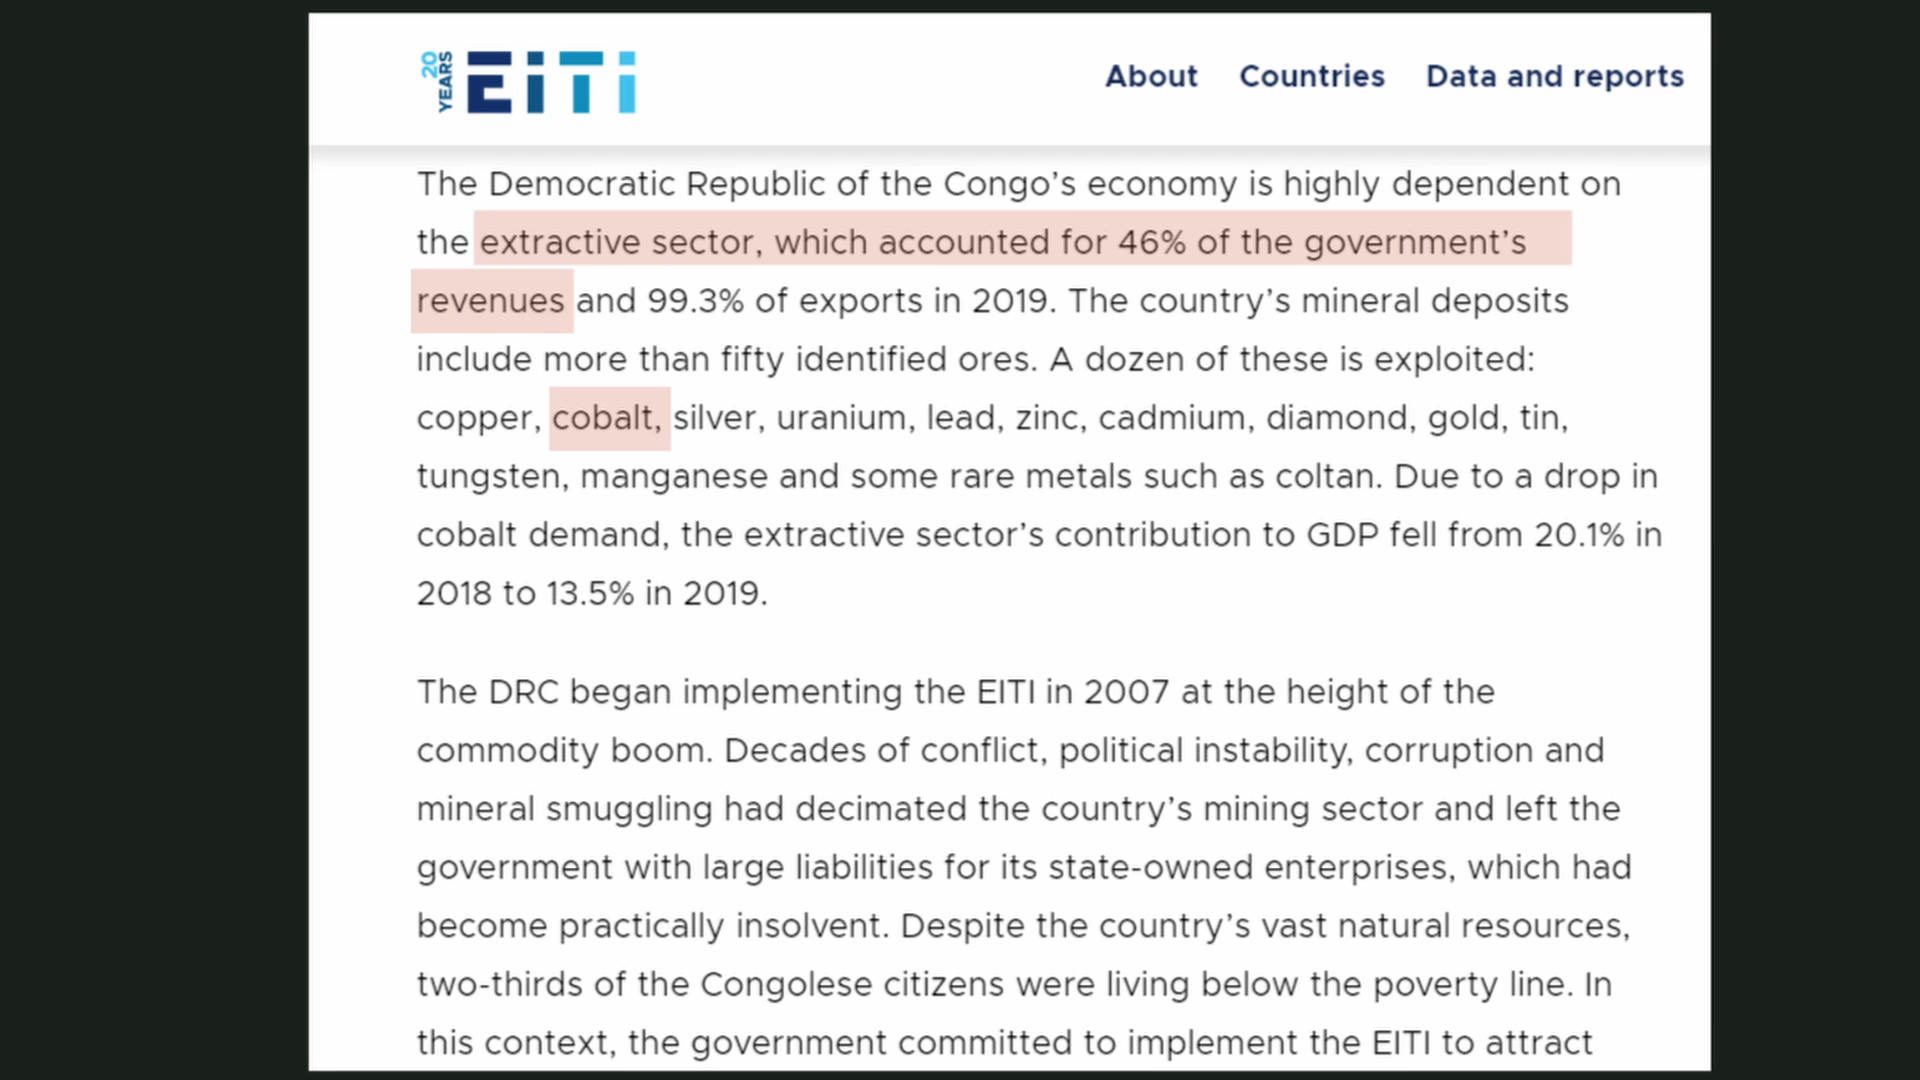 20 YEARS EiTi
About Countries Data and reports
The Democratic Republic of the Congo’s economy is highly dependent on
the extractive sector, which accounted for 46% of the government’s
revenues and 99.3% of exports in 2019. The country’s mineral deposits
include more than fifty identified ores. A dozen of these is exploited:
copper, cobalt, silver, uranium, lead, zinc, cadmium, diamond, gold, tin,
tungsten, manganese and some rare metals such as coltan. Due to a drop in
cobalt demand, the extractive sector’s contribution to GDP fell from 20.1% in
2018 to 13.5% in 2019.
The DRC began implementing the EITI in 2007 at the height of the
commodity boom. Decades of conflict, political instability, corruption and
mineral smuggling had decimated the country’s mining sector and left the
government with large liabilities for its state-owned enterprises, which had
become practically insolvent. Despite the country’s vast natural resources,
two-thirds of the Congolese citizens were living below the poverty line. In
this context, the government committed to implement the EITI to attract